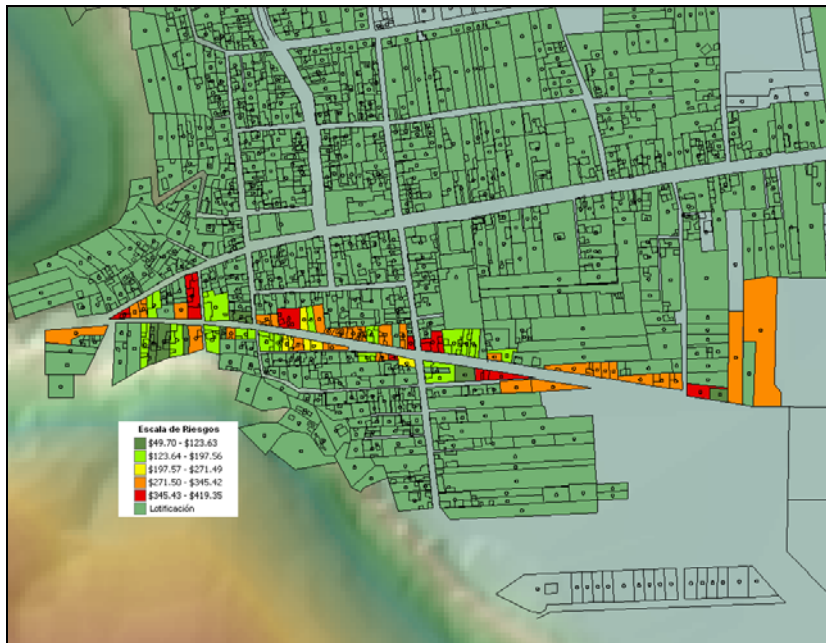 Escala de Riesgos
$49.70 - $123.63
$123.64 - $197.56
$197.57 - $271.49
$271.50 - $345.42
$345.43 - $419.35
Lotificación